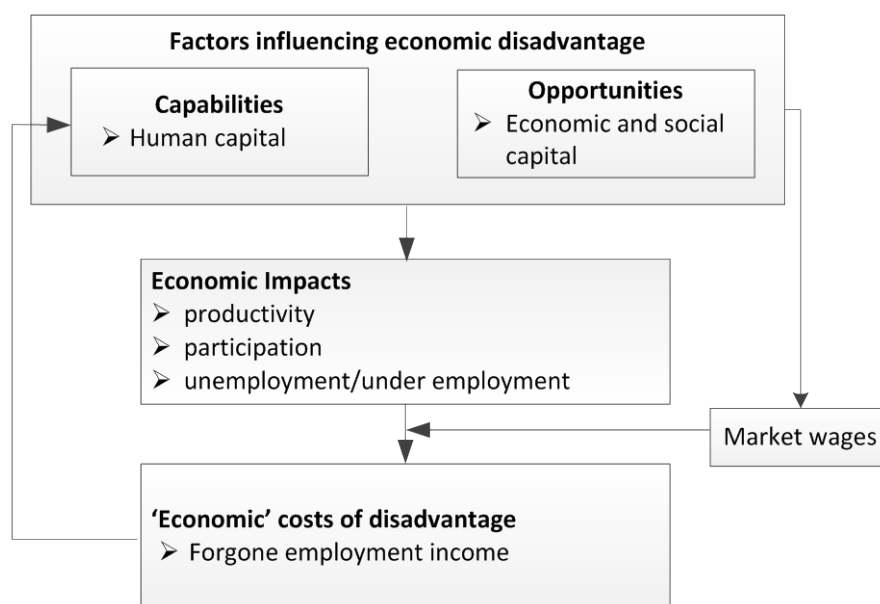 Factors influencing economic disadvantage
Capabilities
➢ Human capital
Opportunities
➢ Economic and social
capital
Economic Impacts
➢ productivity
➢ participation
➢ unemployment/under employment
Market wages
‘Economic’ costs of disadvantage
➢ Forgone employment income